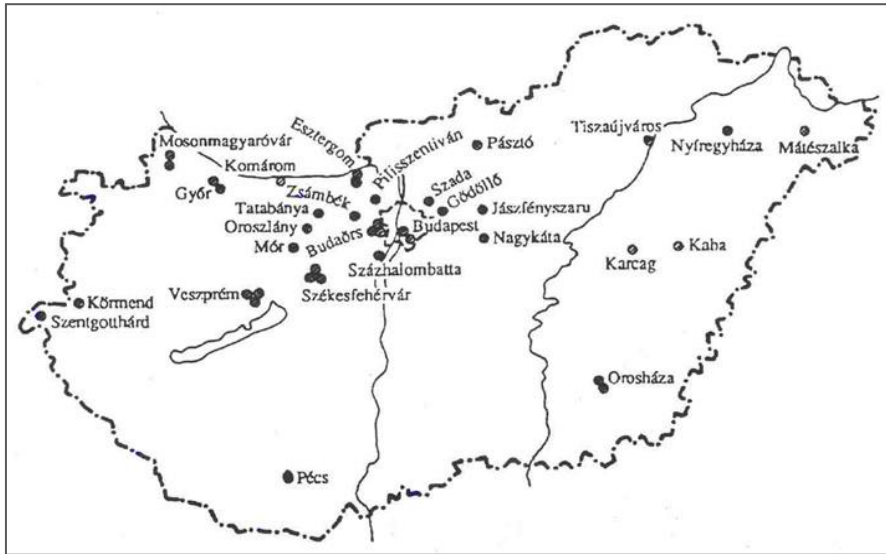 Mosonmagyaróvár
Esztergom
Pilisszentiván
Pásztó
Tiszaújváros
Nyíregyháza
Mátészalka
Komárom
Győr
Zsámbék
Szada
Gödöllő
Tatabánya
Jászfényszaru
Oroszlány
Budaörs
Budapest
Mór
Nagykáta
Százhalombatta
Karcag
Kaba
Veszprém
Székesfehérvár
Körmend
Szentgotthárd
Orosháza
Pécs